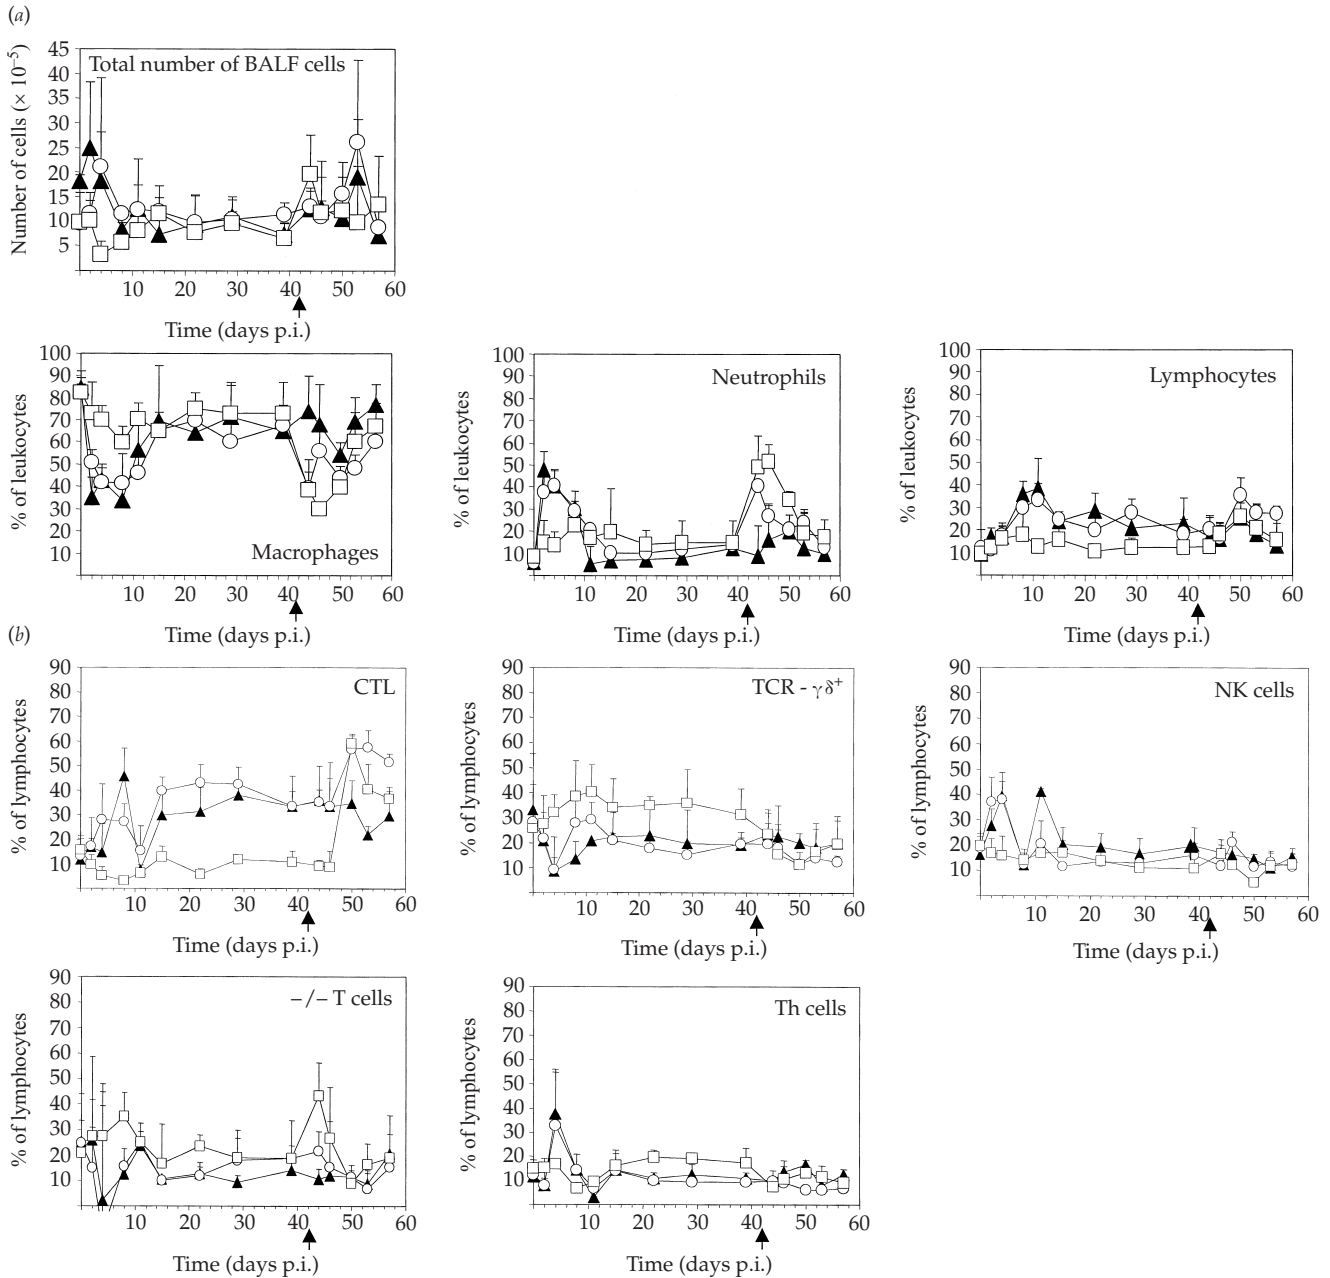 (a)
Number of cells (× 10⁻⁵)
45
40
35
30
25
20
15
10
5
Total number of BALF cells
10 20 30 40 50 60
Time (days p.i.)
% of leukocytes
100
90
80
70
60
50
40
30
20
10
Macrophages
10 20 30 40 50 60
Time (days p.i.)
% of leukocytes
100
90
80
70
60
50
40
30
20
10
Neutrophils
10 20 30 40 50 60
Time (days p.i.)
% of leukocytes
100
90
80
70
60
50
40
30
20
10
Lymphocytes
10 20 30 40 50 60
Time (days p.i.)
(b)
% of lymphocytes
90
80
70
60
50
40
30
20
10
CTL
10 20 30 40 50 60
Time (days p.i.)
% of lymphocytes
90
80
70
60
50
40
30
20
10
TCR - γδ⁺
10 20 30 40 50 60
Time (days p.i.)
% of lymphocytes
90
80
70
60
50
40
30
20
10
NK cells
10 20 30 40 50 60
Time (days p.i.)
% of lymphocytes
90
80
70
60
50
40
30
20
10
–/– T cells
10 20 30 40 50 60
Time (days p.i.)
% of lymphocytes
90
80
70
60
50
40
30
20
10
Th cells
10 20 30 40 50 60
Time (days p.i.)